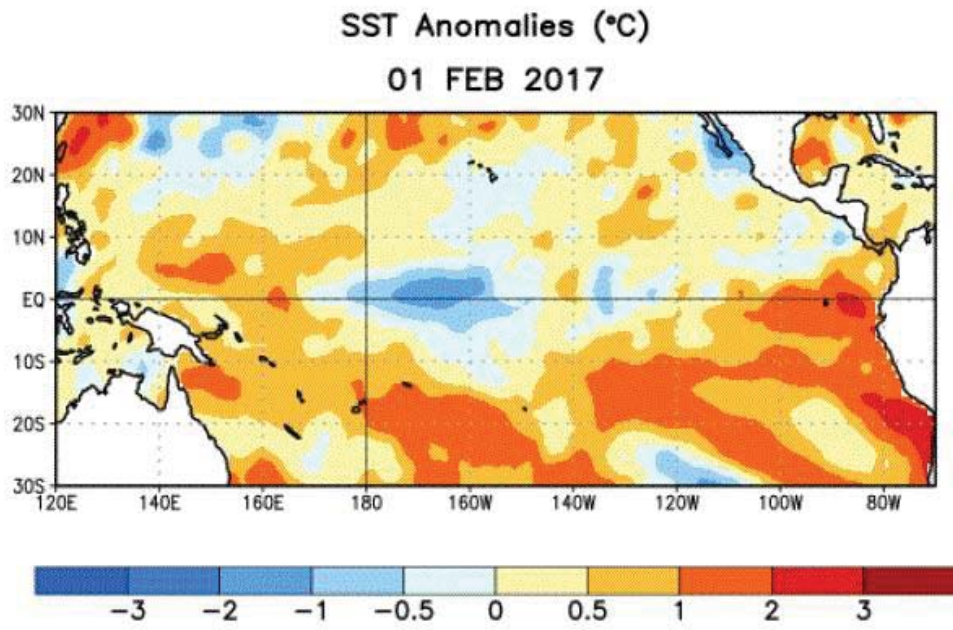 SST Anomalies (°C)
01 FEB 2017
30N
20N
10N
EQ
10S
20S
30S
120E 140E 160E 180 160W 140W 120W 100W 80W
-3 -2 -1 -0.5 0 0.5 1 2 3